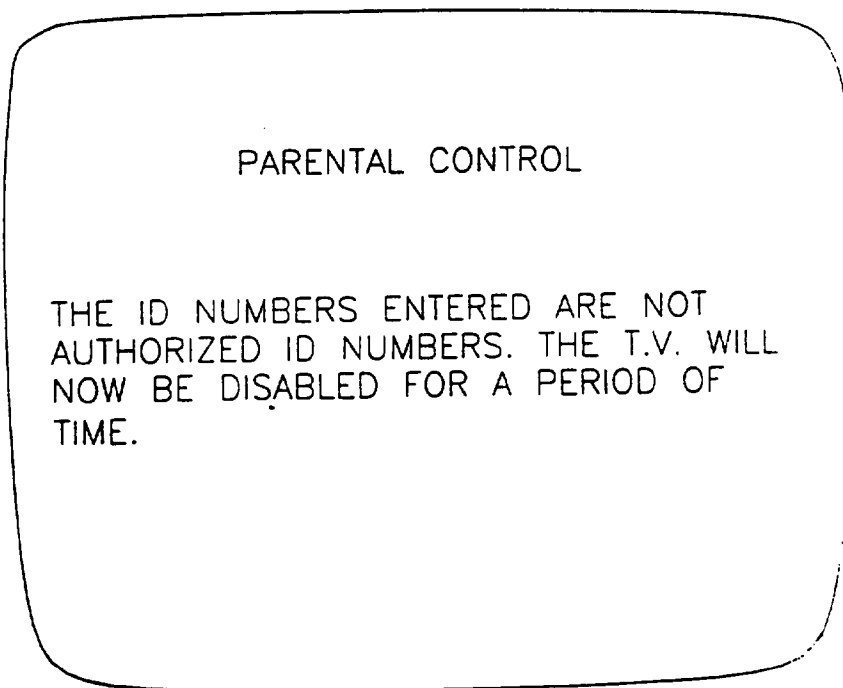 PARENTAL CONTROL
THE ID NUMBERS ENTERED ARE NOT
AUTHORIZED ID NUMBERS. THE T.V. WILL
NOW BE DISABLED FOR A PERIOD OF
TIME.